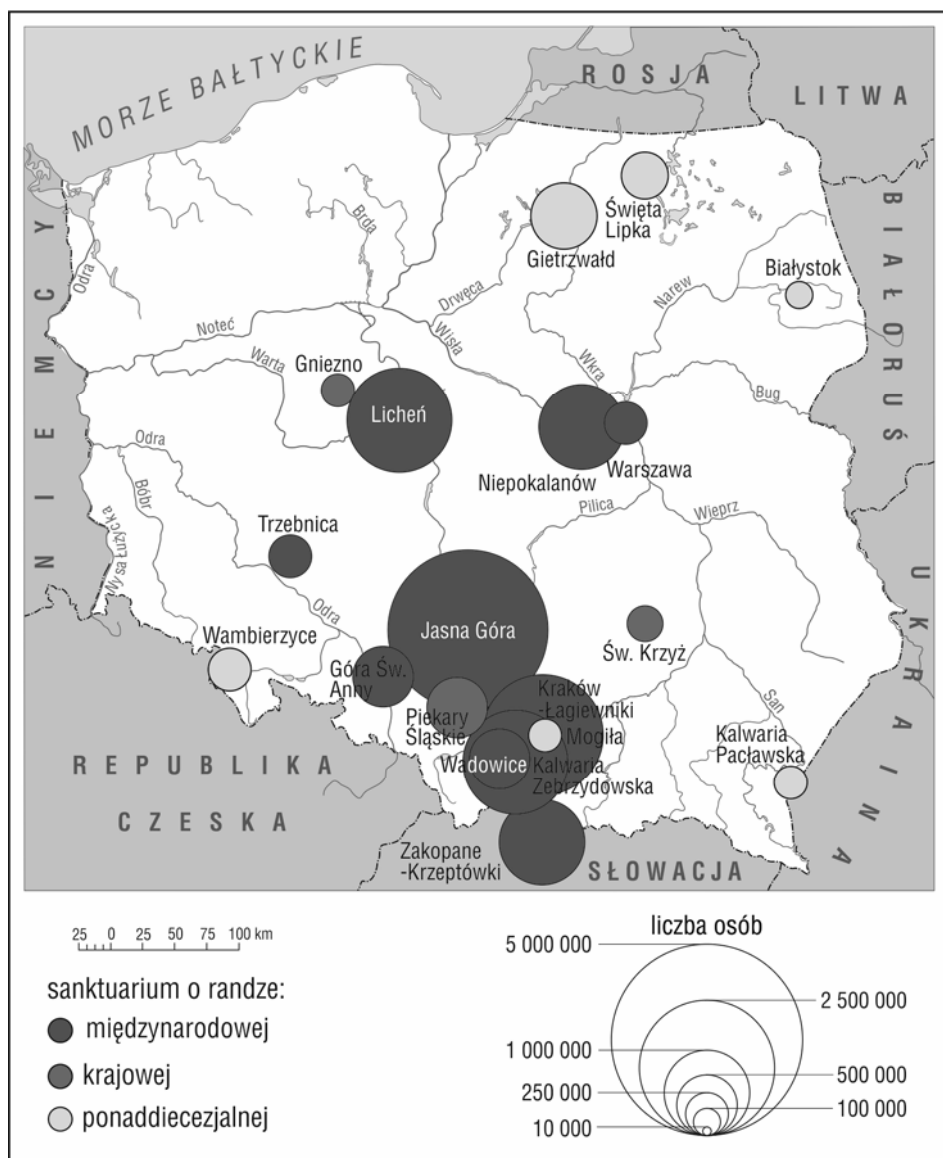 MORZE BAŁTYCKIE
ROSJA
LITWA
BIAŁORUŚ
UKRAINA
NIEMCY
REPUBLIKA
CZESKA
SŁOWACJA
Święta
Lipka
Gietrzwałd
Białystok
Brda
Odra
Drwęca
Narew
Noteć
Wisła
Wkra
Gniezno
Warta
Bug
Licheń
Niepokalanów
Warszawa
Odra
Bóbr
Nysa Łużycka
Pilica
Wieprz
Trzebnica
Odra
Jasna Góra
Św. Krzyż
Wambierzyce
Góra Św.
Anny
Kraków
-Łagiewniki
Piekary
Śląskie
Mogiła
San
Kalwaria
Pacławska
Wadowice
Kalwaria
Zebrzydowska
Zakopane
-Krzeptówki
25 0 25 50 75 100 km
sanktuarium o randze:
międzynarodowej
krajowej
ponaddiecezjalnej
liczba osób
5 000 000
2 500 000
1 000 000
500 000
250 000
100 000
10 000